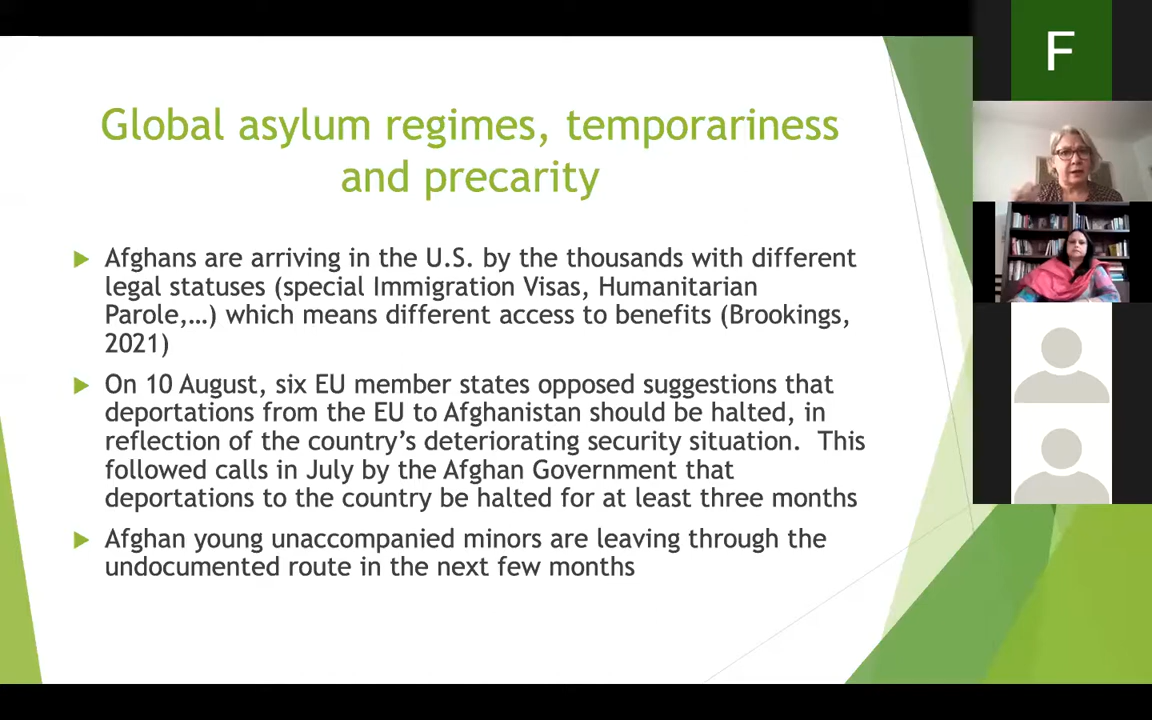 Global asylum regimes, temporariness
and precarity
Afghans are arriving in the U.S. by the thousands with different
legal statuses (special Immigration Visas, Humanitarian
Parole,...) which means different access to benefits (Brookings,
2021)
On 10 August, six EU member states opposed suggestions that
deportations from the EU to Afghanistan should be halted, in
reflection of the country's deteriorating security situation.  This
followed calls in July by the Afghan Government that
deportations to the country be halted for at least three months
Afghan young unaccompanied minors are leaving through the
undocumented route in the next few months
F